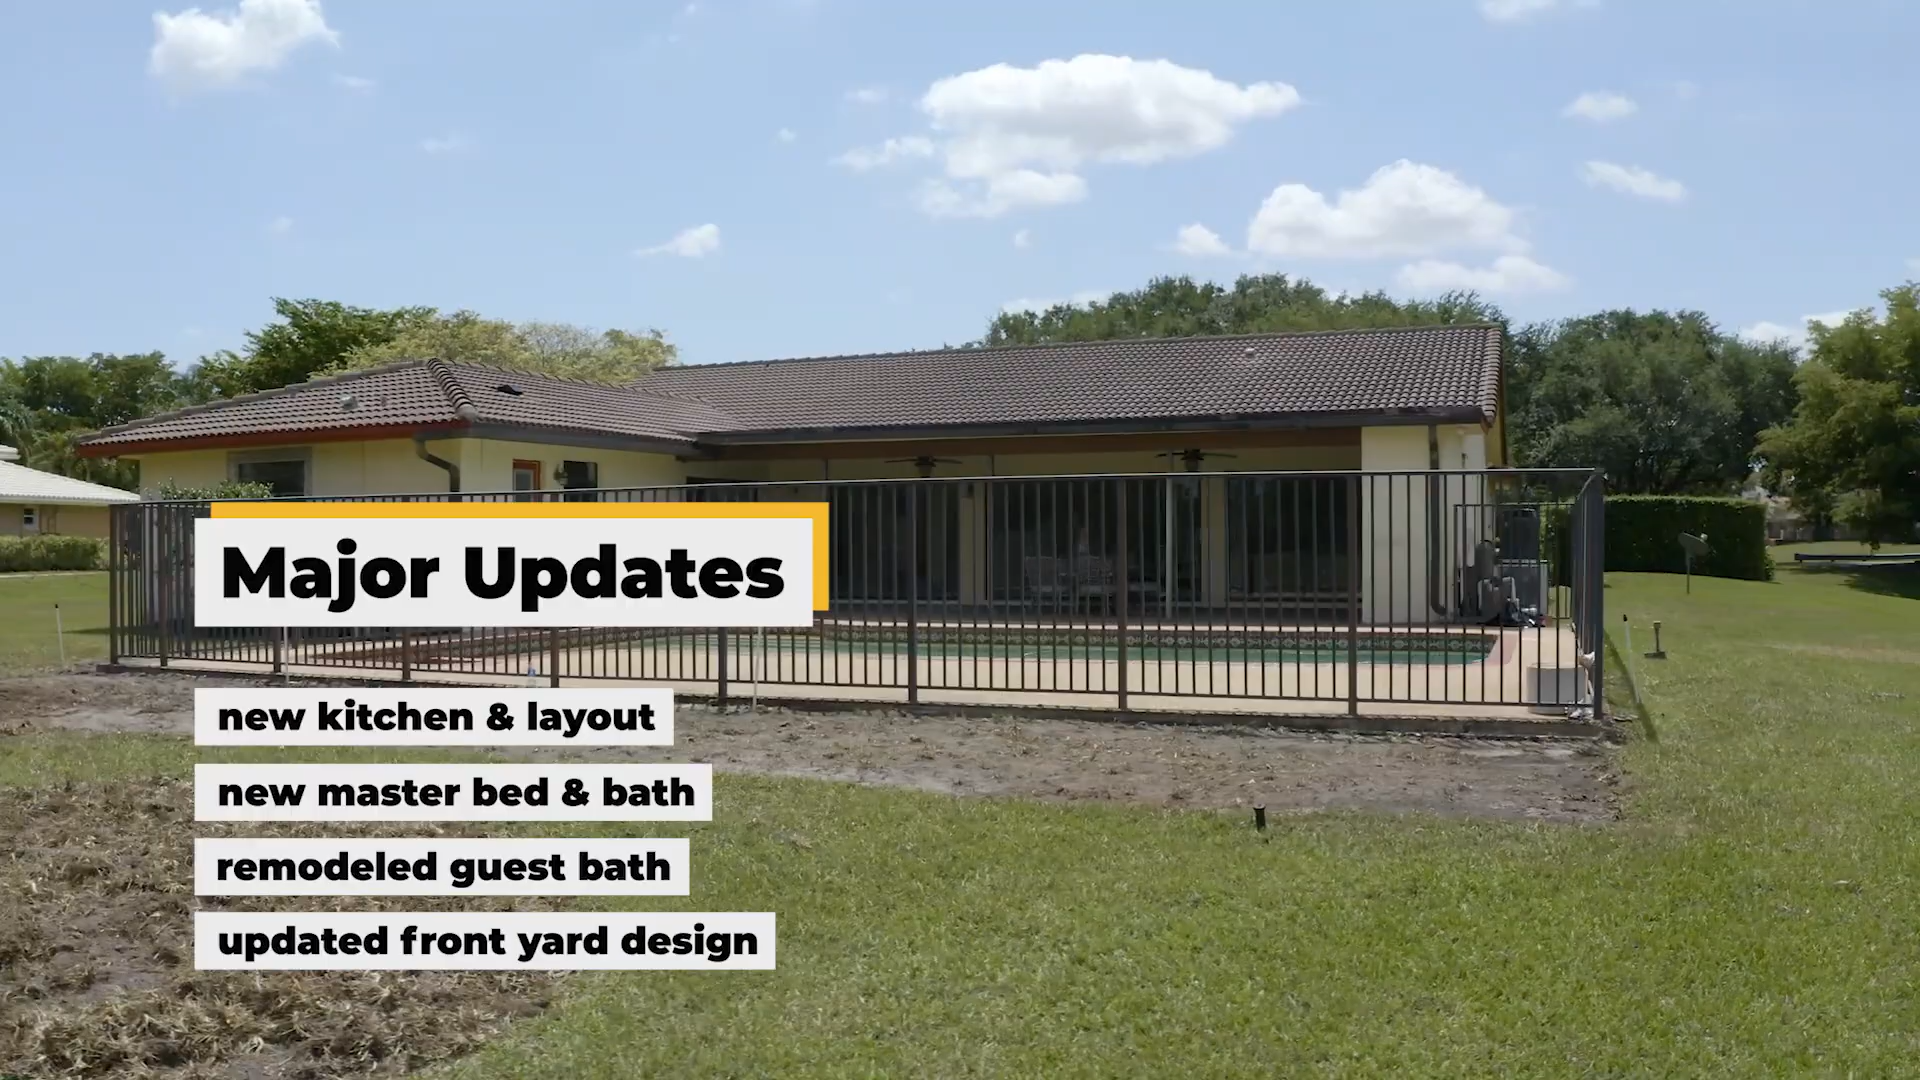 Major Updates
new kitchen & layout
new master bed & bath
remodeled guest bath
updated front yard design